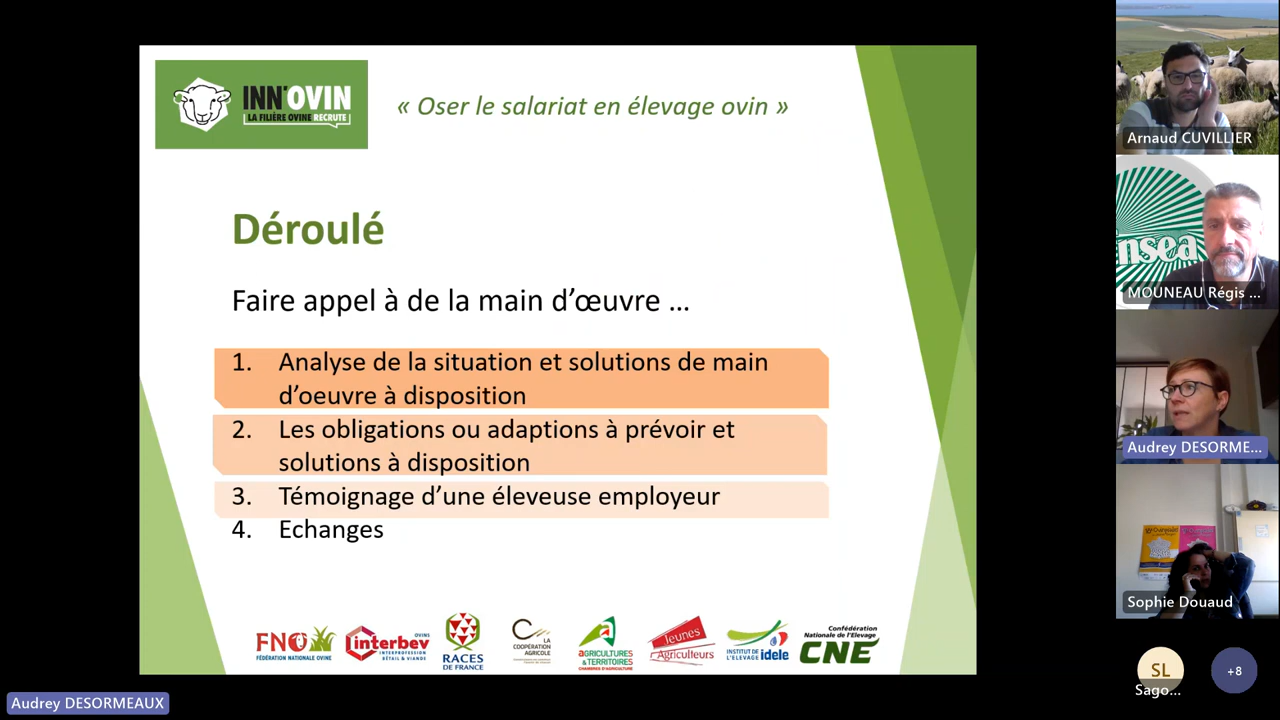 INN'OVIN
LA FILIÈRE OVINE RECRUTE
« Oser le salariat en élevage ovin »
Déroulé
Faire appel à de la main d’œuvre ...
1. Analyse de la situation et solutions de main
d’oeuvre à disposition
2. Les obligations ou adaptions à prévoir et
solutions à disposition
3. Témoignage d’une éleveuse employeur
4. Echanges
FNO
FÉDÉRATION NATIONALE OVINE
interbev
OVINS
INTERPROFESSION
BÉTAIL & VIANDE
RACES
DE FRANCE
LA
COOPÉRATION
AGRICOLE
AGRICULTURES
& TERRITOIRES
CHAMBRES D'AGRICULTURE
Jeunes
Agriculteurs
INSTITUT DE
L'ELEVAGE idele
Confédération
Nationale de l'Elevage
CNE
Arnaud CUVILLIER
nsea
MOUNEAU Régis ...
Audrey DESORME...
Sophie Douaud
SL
Sago...
+8
Audrey DESORMEAUX